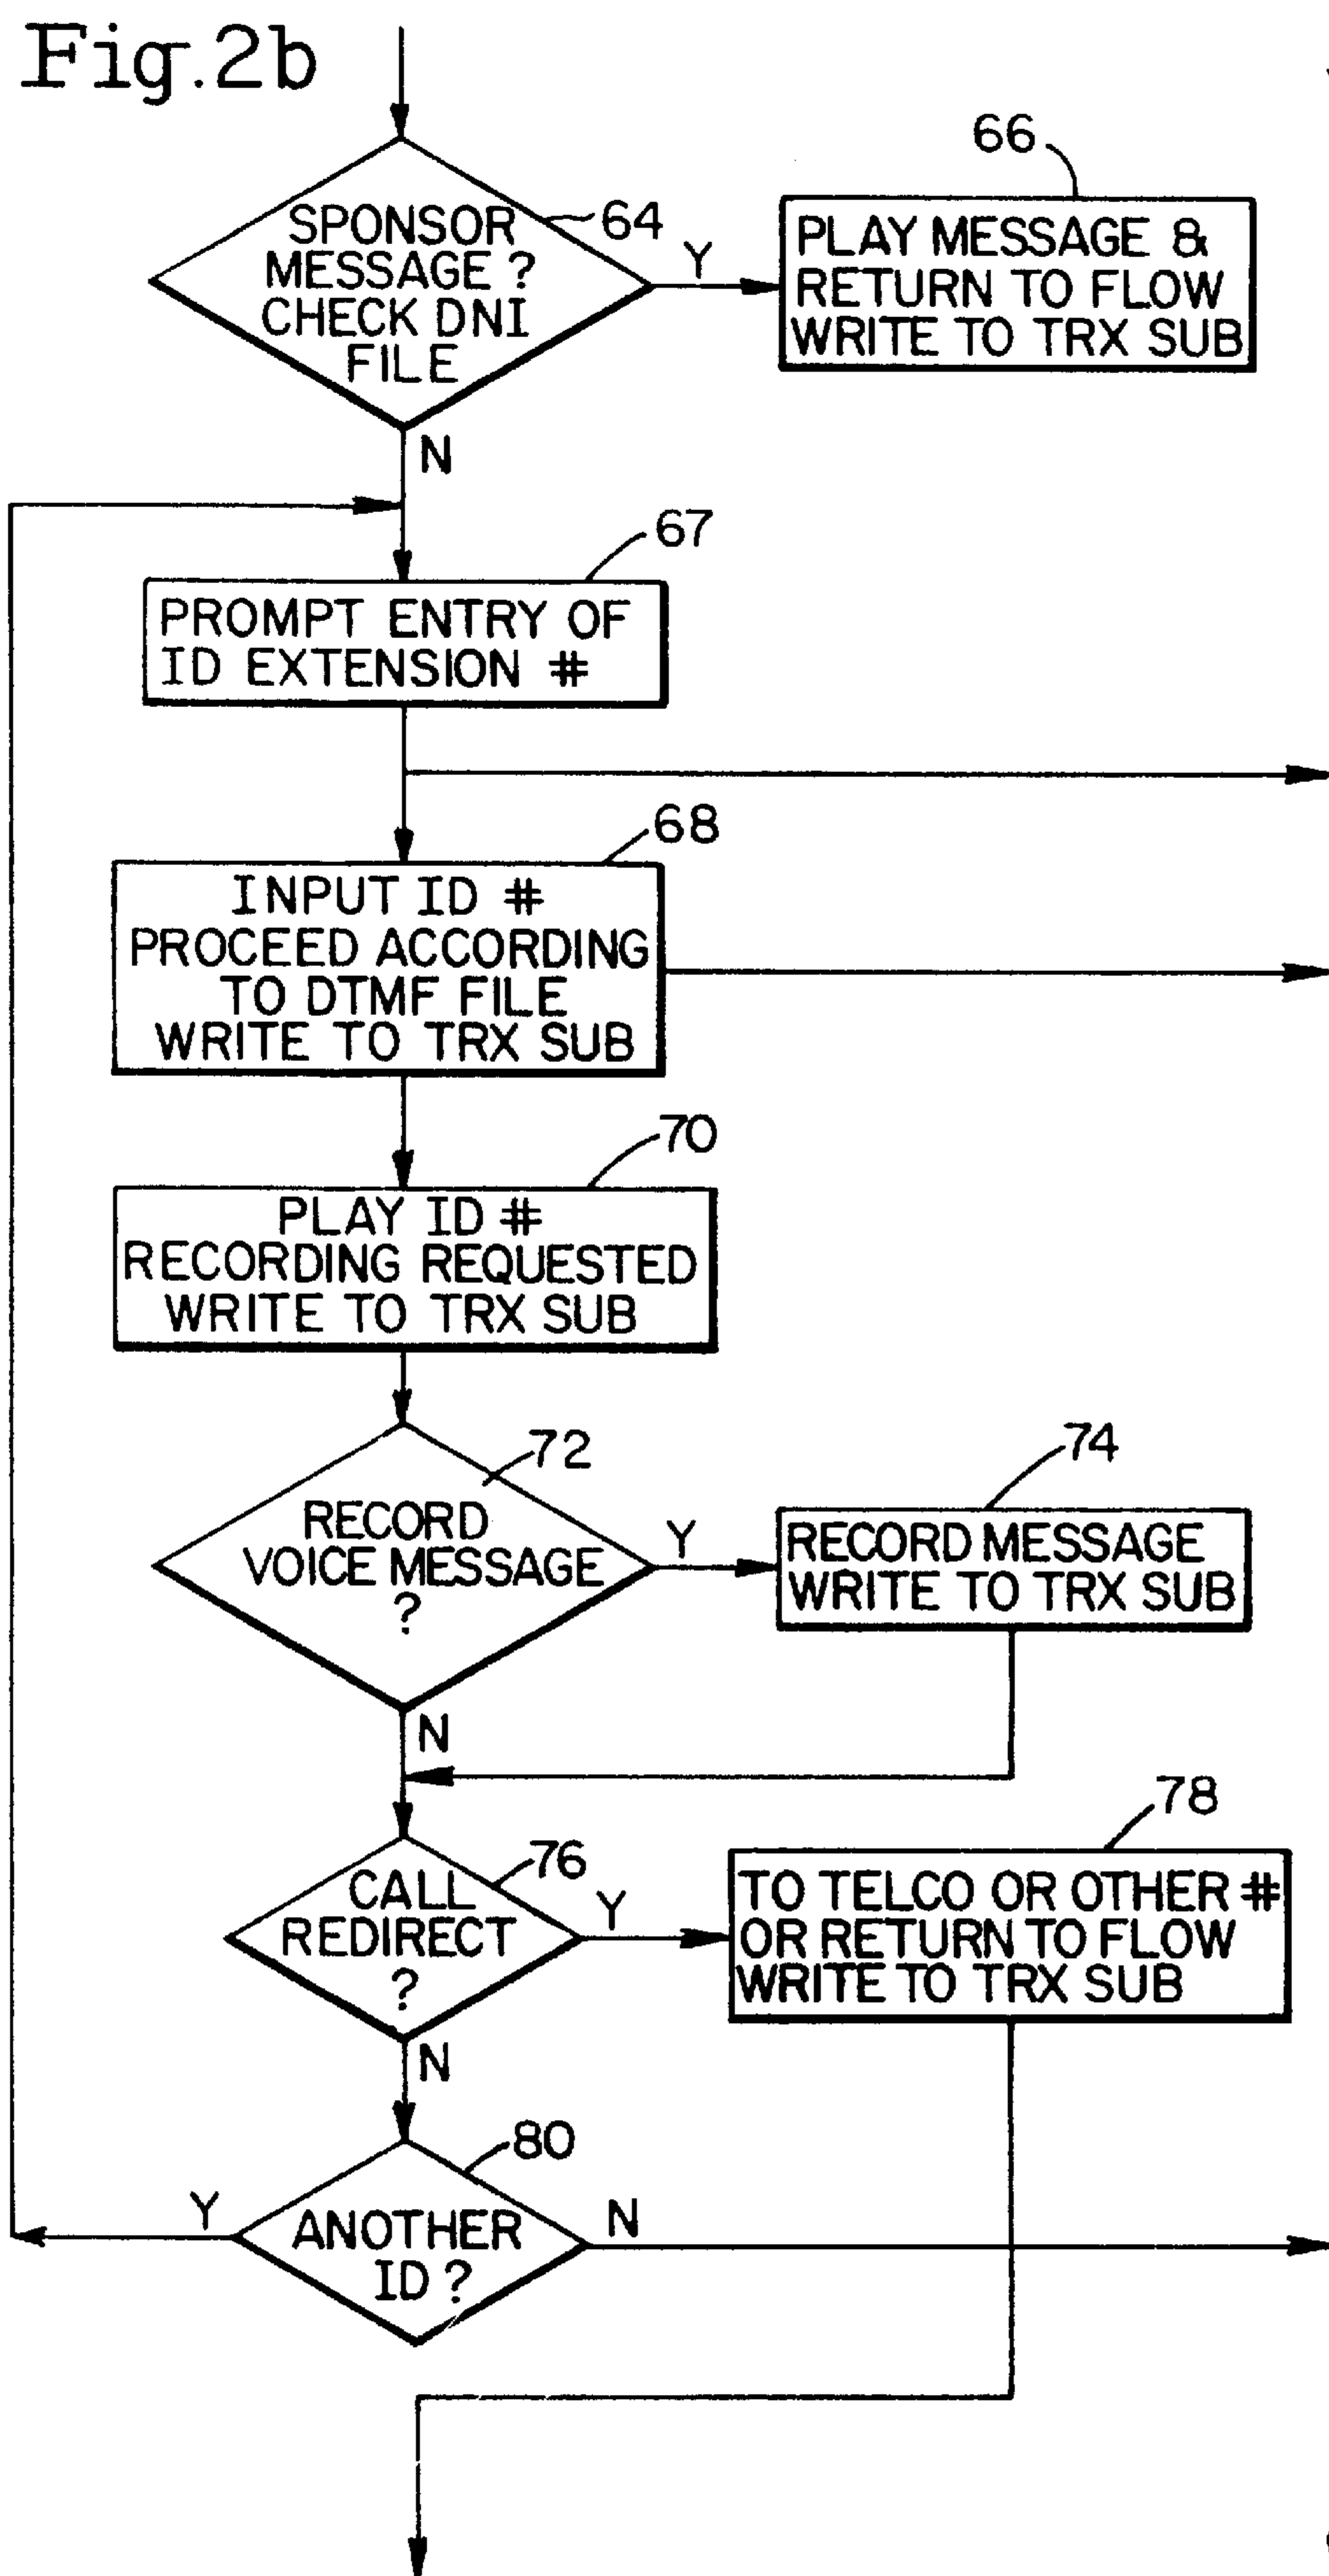 Fig.2b
66
SPONSOR
MESSAGE ?
CHECK DNI
FILE
64
Y
PLAY MESSAGE &
RETURN TO FLOW
WRITE TO TRX SUB
N
67
PROMPT ENTRY OF
ID EXTENSION #
68
INPUT ID #
PROCEED ACCORDING
TO DTMF FILE
WRITE TO TRX SUB
70
PLAY ID #
RECORDING REQUESTED
WRITE TO TRX SUB
72
74
RECORD
VOICE MESSAGE
?
Y
RECORD MESSAGE
WRITE TO TRX SUB
N
78
76
CALL
REDIRECT
?
Y
TO TELCO OR OTHER #
OR RETURN TO FLOW
WRITE TO TRX SUB
N
80
Y
ANOTHER
ID ?
N